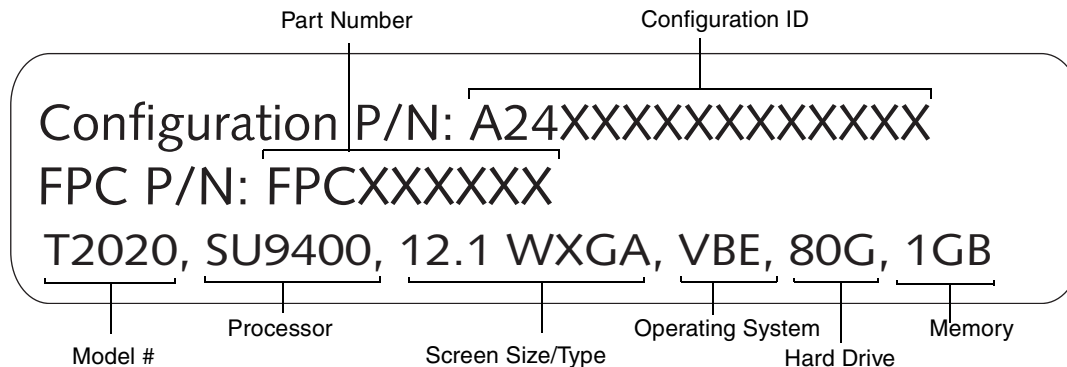 Part Number Configuration ID
Configuration P/N: A24XXXXXXXXXXXX
FPC P/N: FPCXXXXXX
T2020, SU9400, 12.1 WXGA, VBE, 80G, 1GB
Processor Operating System Memory
Model # Screen Size/Type Hard Drive